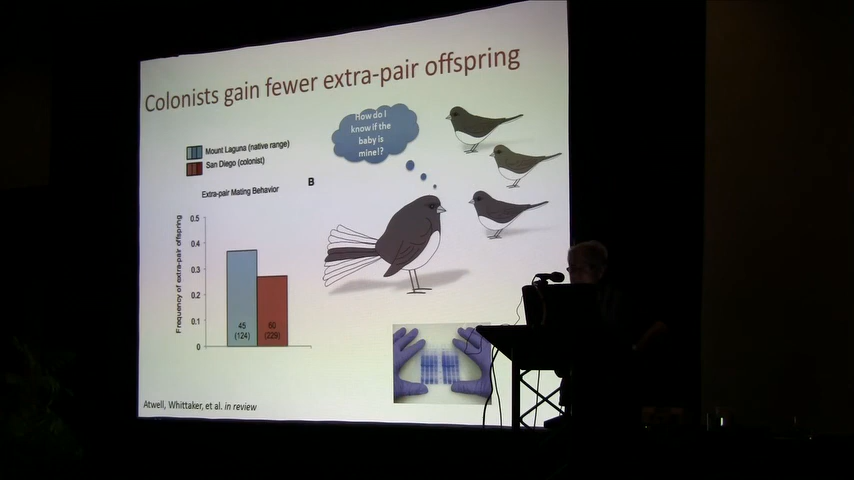 Colonists gain fewer extra-pair offspring
Mount Laguna (native range)
San Diego (colonist)
How do I
know if the
baby is
mine!?
B
Extra-pair Mating Behavior
Frequency of extra-pair offspring
0.5
0.4
0.3
0.2
0.1
0
45
(124)
60
(229)
Atwell, Whittaker, et al. in review